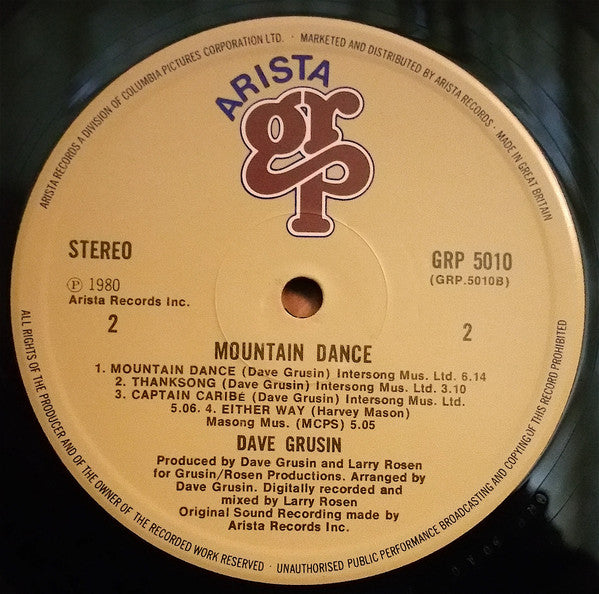 ARISTA RECORDS A DIVISION OF COLUMBIA PICTURES CORPORATION LTD. · MARKETED AND DISTRIBUTED BY ARISTA RECORDS · MADE IN GREAT BRITAIN
ARISTA
grp
STEREO
GRP 5010
(GRP.5010B)
Ⓟ 1980
Arista Records Inc.
2
2
MOUNTAIN DANCE
1. MOUNTAIN DANCE (Dave Grusin) Intersong Mus. Ltd. 6.14
2. THANKSONG (Dave Grusin) Intersong Mus. Ltd. 3.10
3. CAPTAIN CARIBÉ (Dave Grusin) Intersong Mus. Ltd.
5.06. 4. EITHER WAY (Harvey Mason)
Masong Mus. (MCPS) 5.05
DAVE GRUSIN
Produced by Dave Grusin and Larry Rosen
for Grusin/Rosen Productions. Arranged by
Dave Grusin. Digitally recorded and
mixed by Larry Rosen
Original Sound Recording made by
Arista Records Inc.
ALL RIGHTS OF THE PRODUCER AND OF THE OWNER OF THE RECORDED WORK RESERVED · UNAUTHORISED PUBLIC PERFORMANCE BROADCASTING AND COPYING OF THIS RECORD PROHIBITED